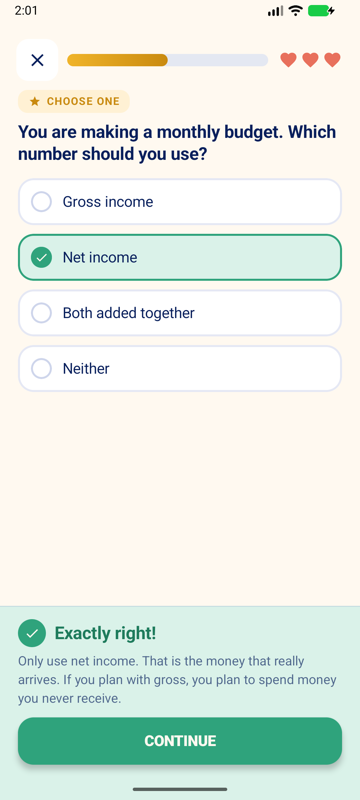 2:01
CHOOSE ONE
You are making a monthly budget. Which
number should you use?
Gross income
Net income
Both added together
Neither
Exactly right!
Only use net income. That is the money that really
arrives. If you plan with gross, you plan to spend money
you never receive.
CONTINUE